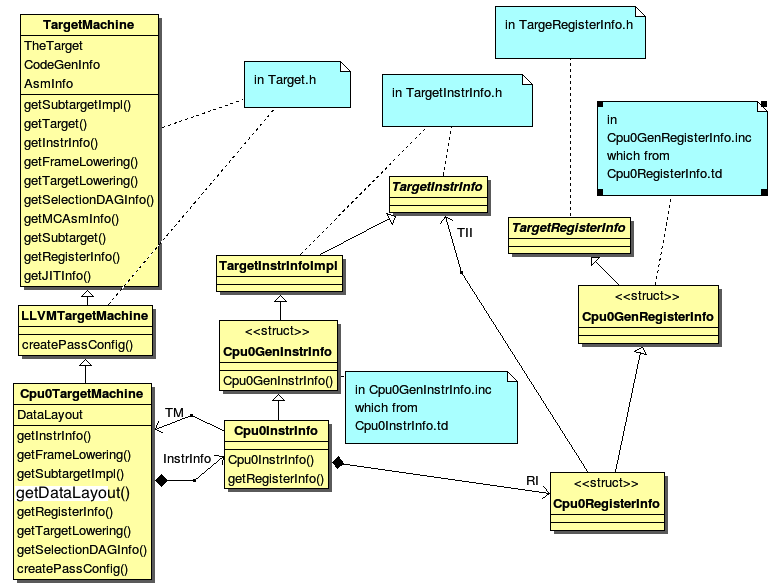 TargetMachine
TheTarget
CodeGenInfo
AsmInfo
getSubtargetImpl()
getTarget()
getInstrInfo()
getFrameLowering()
getTargetLowering()
getSelectionDAGInfo()
getMCAsmInfo()
getSubtarget()
getRegisterInfo()
getJITInfo()
LLVMTargetMachine
createPassConfig()
Cpu0TargetMachine
DataLayout
getInstrInfo()
getFrameLowering()
getSubtargetImpl()
getDataLayout()
getRegisterInfo()
getTargetLowering()
getSelectionDAGInfo()
createPassConfig()
in Target.h
in TargetInstrInfo.h
in TargeRegisterInfo.h
in
Cpu0GenRegisterInfo.inc
which from
Cpu0RegisterInfo.td
TargetInstrInfo
TII
TargetRegisterInfo
TargetInstrInfoImpl
<<struct>>
Cpu0GenRegisterInfo
<<struct>>
Cpu0GenInstrInfo
Cpu0GenInstrInfo()
in Cpu0GenInstrInfo.inc
which from
Cpu0InstrInfo.td
TM
InstrInfo
Cpu0InstrInfo
Cpu0InstrInfo()
getRegisterInfo()
RI
<<struct>>
Cpu0RegisterInfo